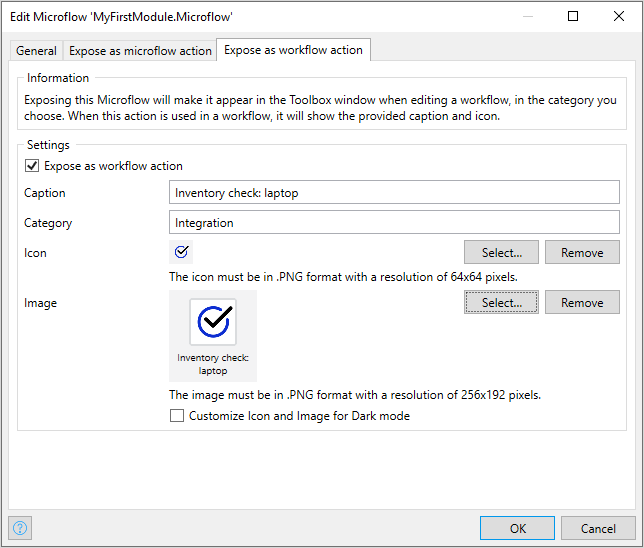 Edit Microflow 'MyFirstModule.Microflow'
General Expose as microflow action Expose as workflow action
Information
Exposing this Microflow will make it appear in the Toolbox window when editing a workflow, in the category you
choose. When this action is used in a workflow, it will show the provided caption and icon.
Settings
Expose as workflow action
Caption Inventory check: laptop
Category Integration
Icon Select... Remove
The icon must be in .PNG format with a resolution of 64x64 pixels.
Image Select... Remove
Inventory check:
laptop
The image must be in .PNG format with a resolution of 256x192 pixels.
Customize Icon and Image for Dark mode
? OK Cancel